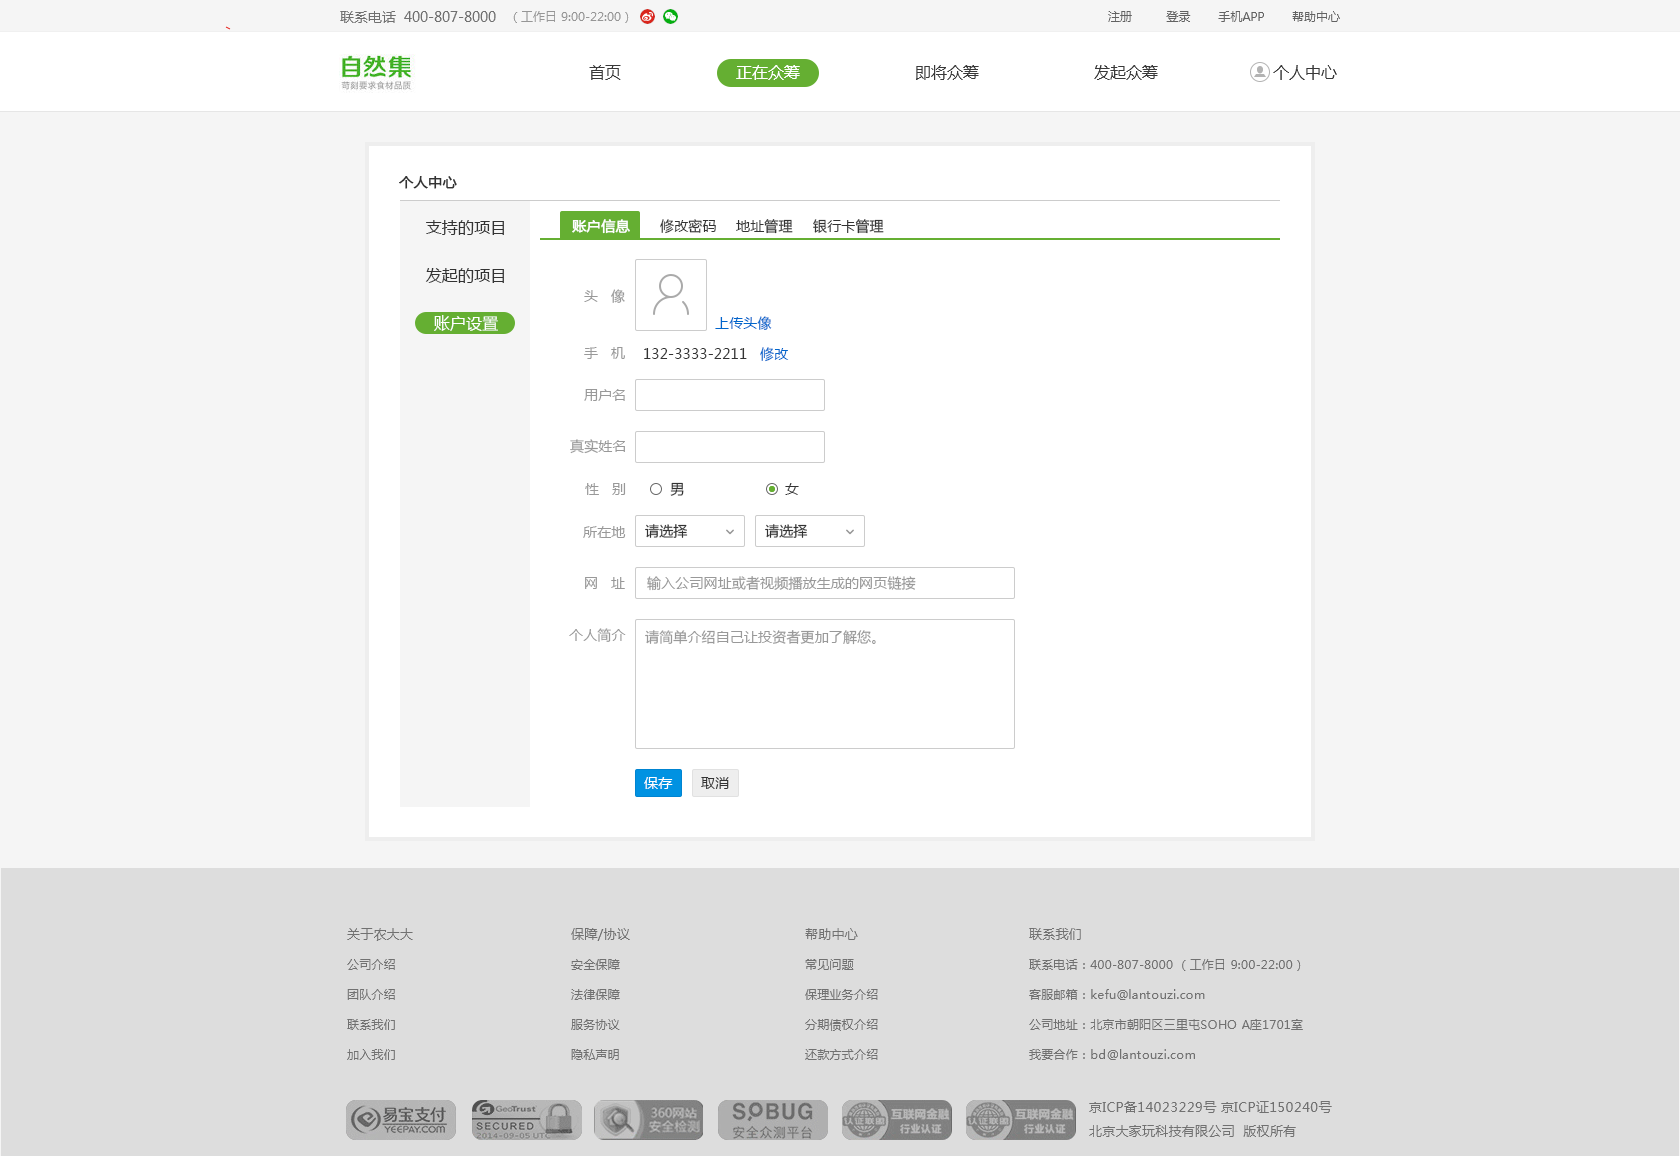 联系电话 400-807-8000 （工作日 9:00-22:00） 注册 登录 手机APP 帮助中心
自然集
苛刻要求食材品质
首页 正在众筹 即将众筹 发起众筹 个人中心
个人中心
支持的项目
发起的项目
账户设置
账户信息 修改密码 地址管理 银行卡管理
头 像 上传头像
手 机 132-3333-2211 修改
用户名
真实姓名
性 别 男 女
所在地 请选择 请选择
网 址 输入公司网址或者视频播放生成的网页链接
个人简介 请简单介绍自己让投资者更加了解您。
保存 取消
关于农大大 保障/协议 帮助中心 联系我们
公司介绍 安全保障 常见问题 联系电话：400-807-8000 （工作日 9:00-22:00）
团队介绍 法律保障 保理业务介绍 客服邮箱：kefu@lantouzi.com
联系我们 服务协议 分期债权介绍 公司地址：北京市朝阳区三里屯SOHO A座1701室
加入我们 隐私声明 还款方式介绍 我要合作：bd@lantouzi.com
易宝支付
YEEPAY.COM
GeoTrust
SECURED
2014-09-05 UTC
360网站
安全检测
SOBUG
安全众测平台
认证联盟
互联网金融
行业认证
认证联盟
互联网金融
行业认证
京ICP备14023229号 京ICP证150240号
北京大家玩科技有限公司 版权所有